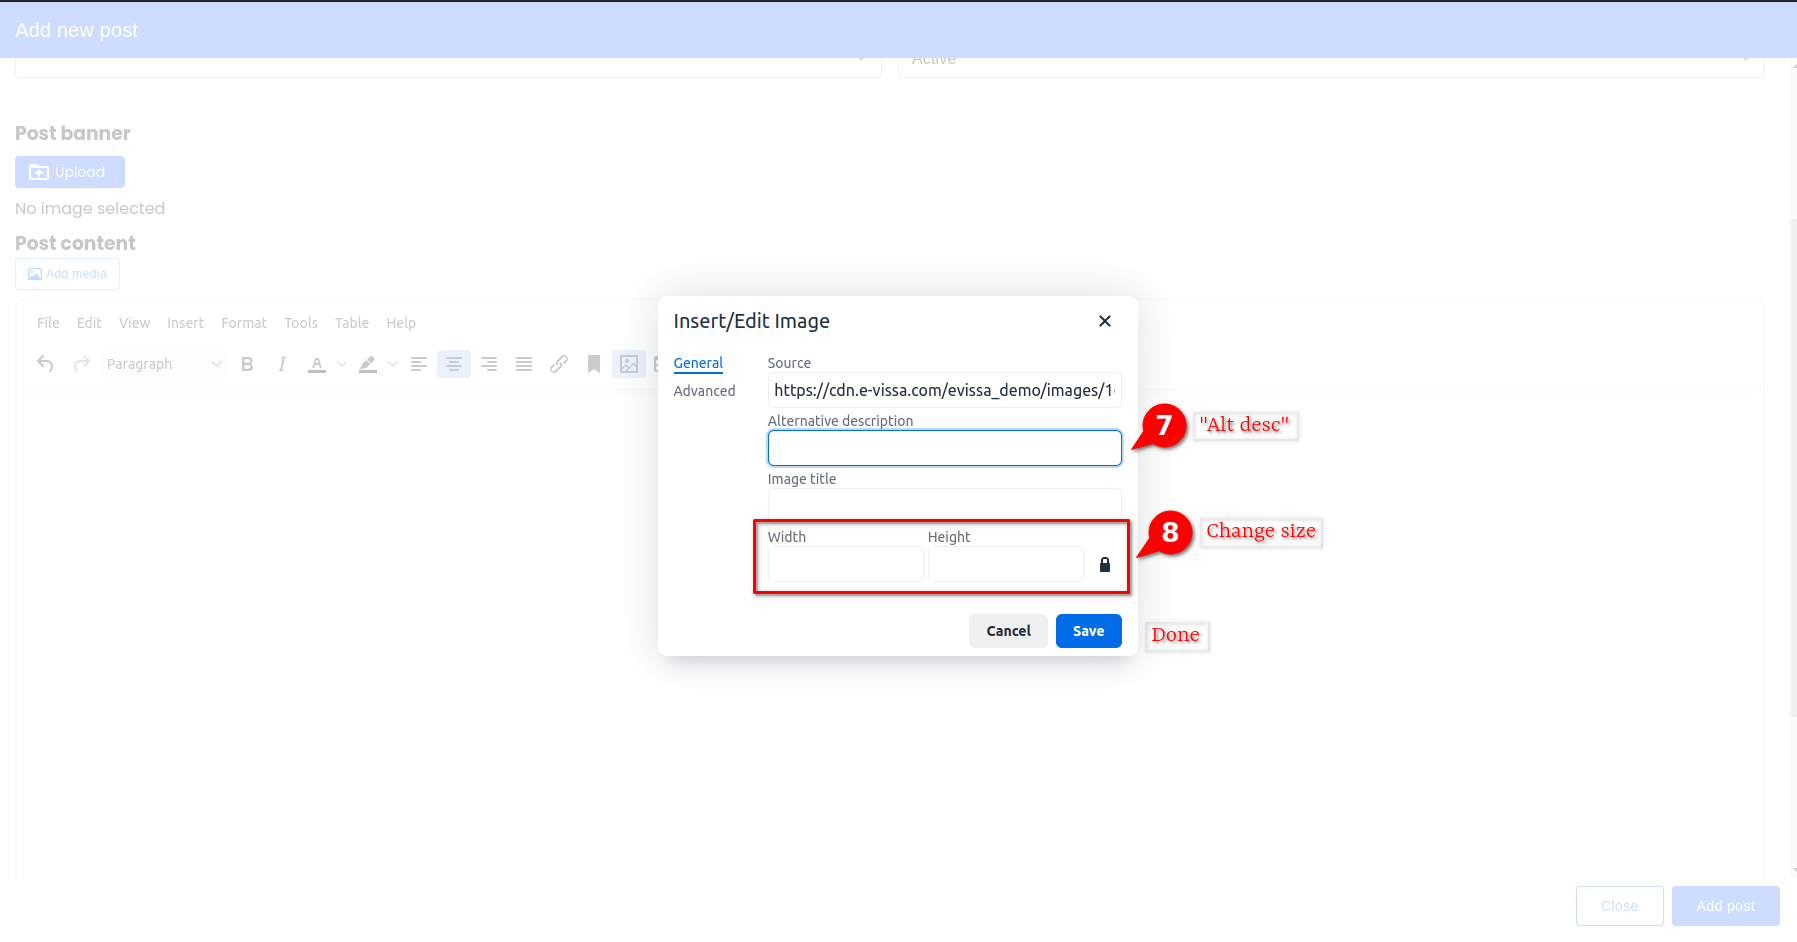 Add new post
Active
Post banner
Upload
No image selected
Post content
Add media
File Edit View Insert Format Tools Table Help
Paragraph B I A
Insert/Edit Image
General
Advanced
Source
https://cdn.e-vissa.com/evissa_demo/images/1
Alternative description
7 "Alt desc"
Image title
Width Height
8 Change size
Cancel Save
Done
Close Add post